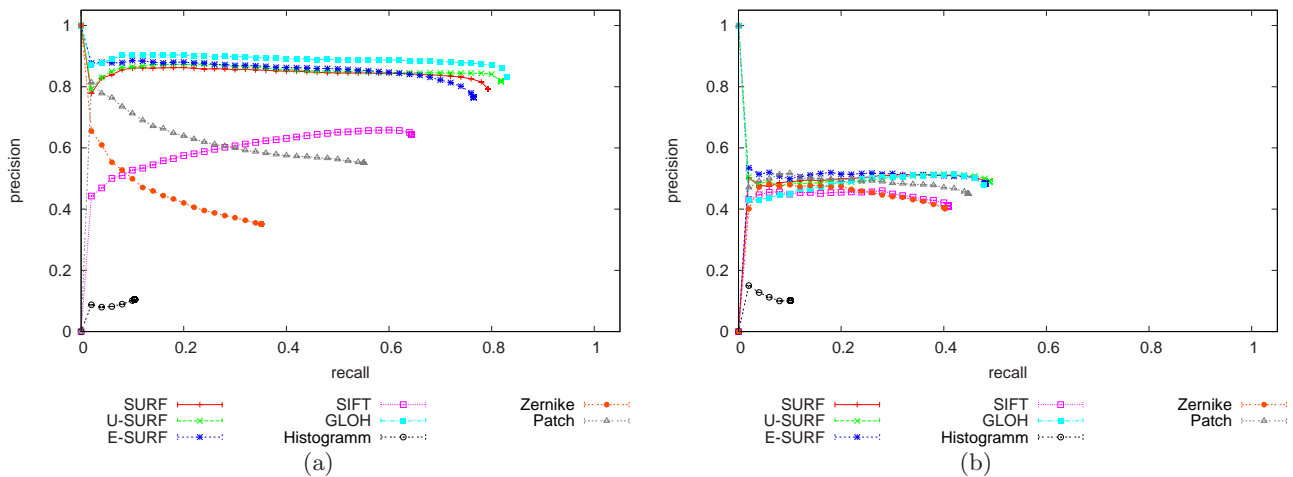 1
0.8
0.6
0.4
0.2
0
precision
0 0.2 0.4 0.6 0.8 1
recall
SURF SIFT Zernike
U-SURF GLOH Patch
E-SURF Histogramm
(a)
1
0.8
0.6
0.4
0.2
0
precision
0 0.2 0.4 0.6 0.8 1
recall
SURF SIFT Zernike
U-SURF GLOH Patch
E-SURF Histogramm
(b)